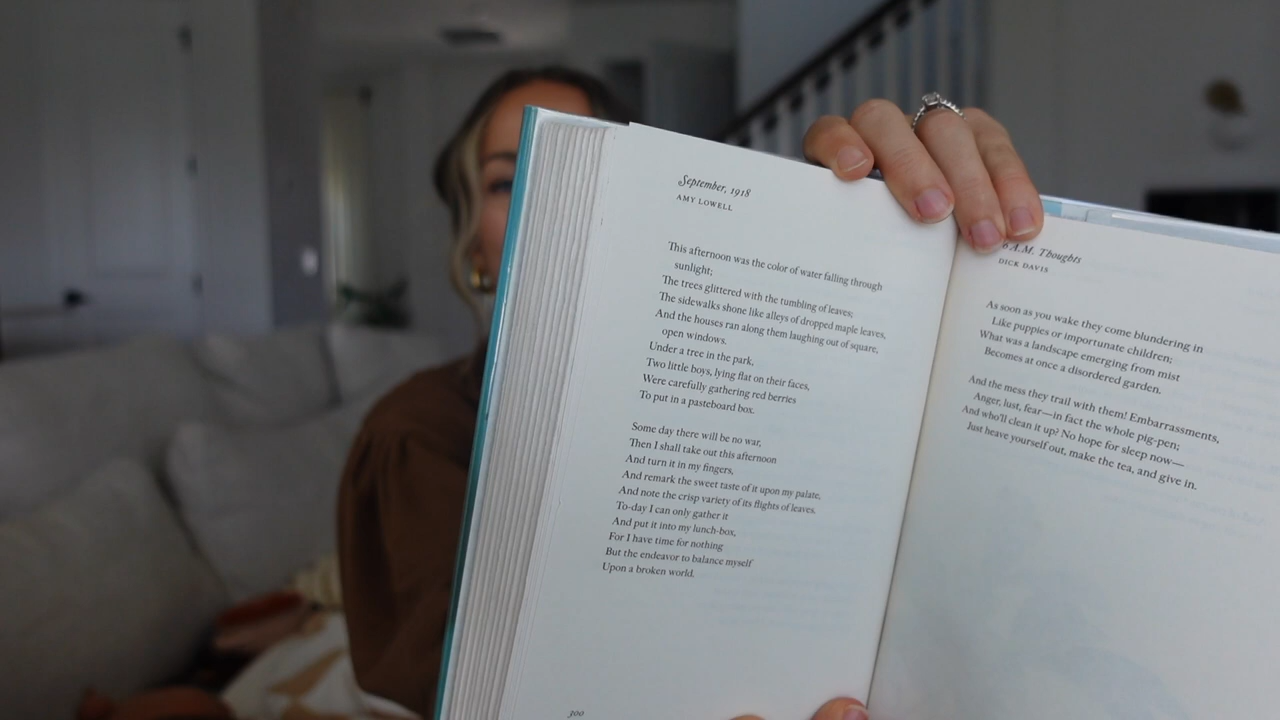 September, 1918
AMY LOWELL
This afternoon was the color of water falling through
sunlight;
The trees glittered with the tumbling of leaves;
The sidewalks shone like alleys of dropped maple leaves,
And the houses ran along them laughing out of square,
open windows.
Under a tree in the park,
Two little boys, lying flat on their faces,
Were carefully gathering red berries
To put in a pasteboard box.
Some day there will be no war,
Then I shall take out this afternoon
And turn it in my fingers,
And remark the sweet taste of it upon my palate,
And note the crisp variety of its flights of leaves.
To-day I can only gather it
And put it into my lunch-box,
For I have time for nothing
But the endeavor to balance myself
Upon a broken world.
300
6 A.M. Thoughts
DICK DAVIS
As soon as you wake they come blundering in
Like puppies or importunate children;
What was a landscape emerging from mist
Becomes at once a disordered garden.
And the mess they trail with them! Embarrassments,
Anger, lust, fear—in fact the whole pig-pen;
And who'll clean it up? No hope for sleep now—
Just heave yourself out, make the tea, and give in.